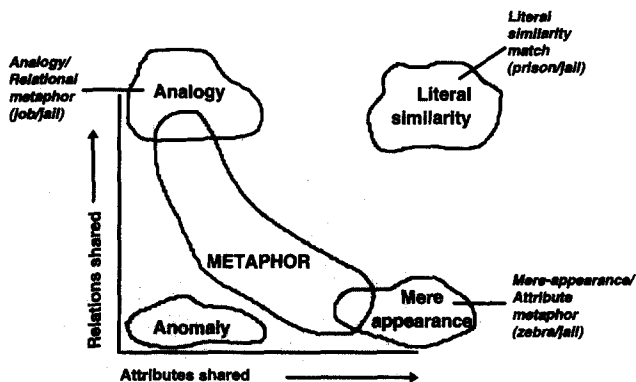 Literal
similarity
match
(prison/jail)
Analogy/
Relational
metaphor
(job/jail)
Analogy
Literal
similarity
Relations shared
METAPHOR
Anomaly
Mere
appearance
Mere-appearance/
Attribute
metaphor
(zebra/jail)
Attributes shared